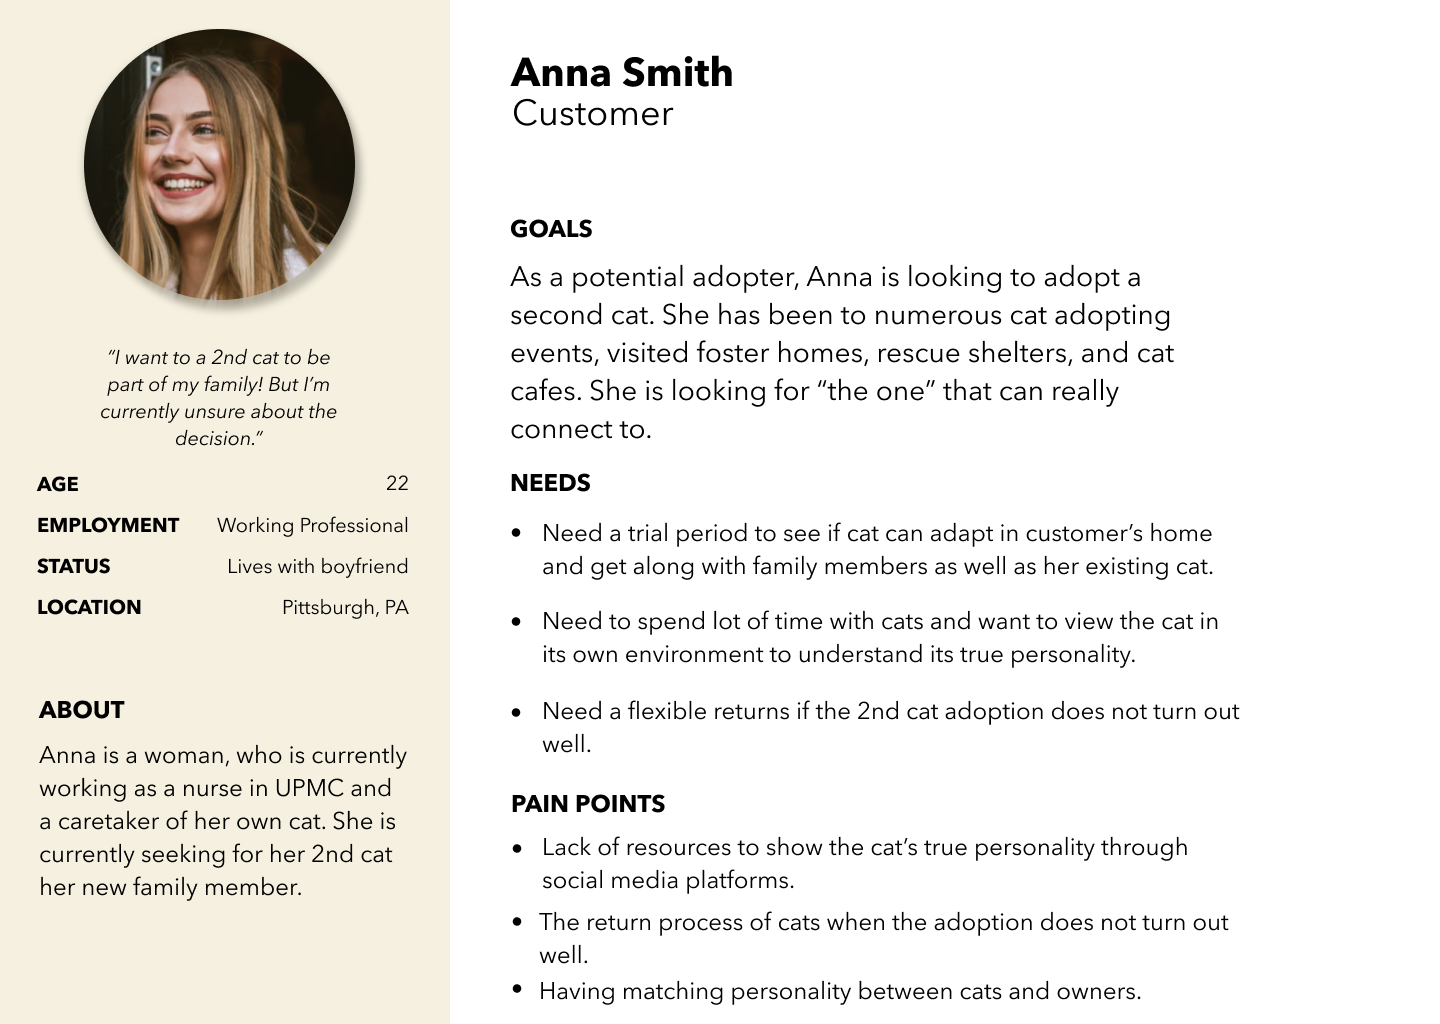 "I want to a 2nd cat to be
part of my family! But I'm
currently unsure about the
decision."
AGE 22
EMPLOYMENT Working Professional
STATUS Lives with boyfriend
LOCATION Pittsburgh, PA
ABOUT
Anna is a woman, who is currently
working as a nurse in UPMC and
a caretaker of her own cat. She is
currently seeking for her 2nd cat
her new family member.
Anna Smith
Customer
GOALS
As a potential adopter, Anna is looking to adopt a
second cat. She has been to numerous cat adopting
events, visited foster homes, rescue shelters, and cat
cafes. She is looking for “the one” that can really
connect to.
NEEDS
• Need a trial period to see if cat can adapt in customer’s home
and get along with family members as well as her existing cat.
• Need to spend lot of time with cats and want to view the cat in
its own environment to understand its true personality.
• Need a flexible returns if the 2nd cat adoption does not turn out
well.
PAIN POINTS
• Lack of resources to show the cat’s true personality through
social media platforms.
• The return process of cats when the adoption does not turn out
well.
• Having matching personality between cats and owners.